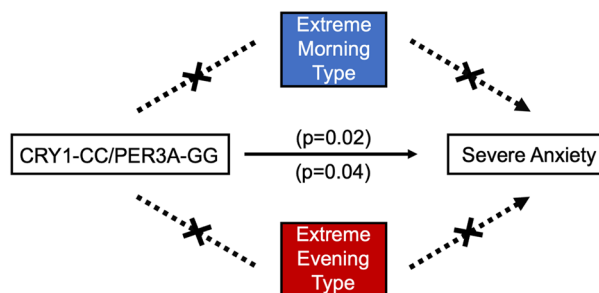 Extreme
Morning
Type
CRY1-CC/PER3A-GG
(p=0.02)
(p=0.04)
Severe Anxiety
Extreme
Evening
Type